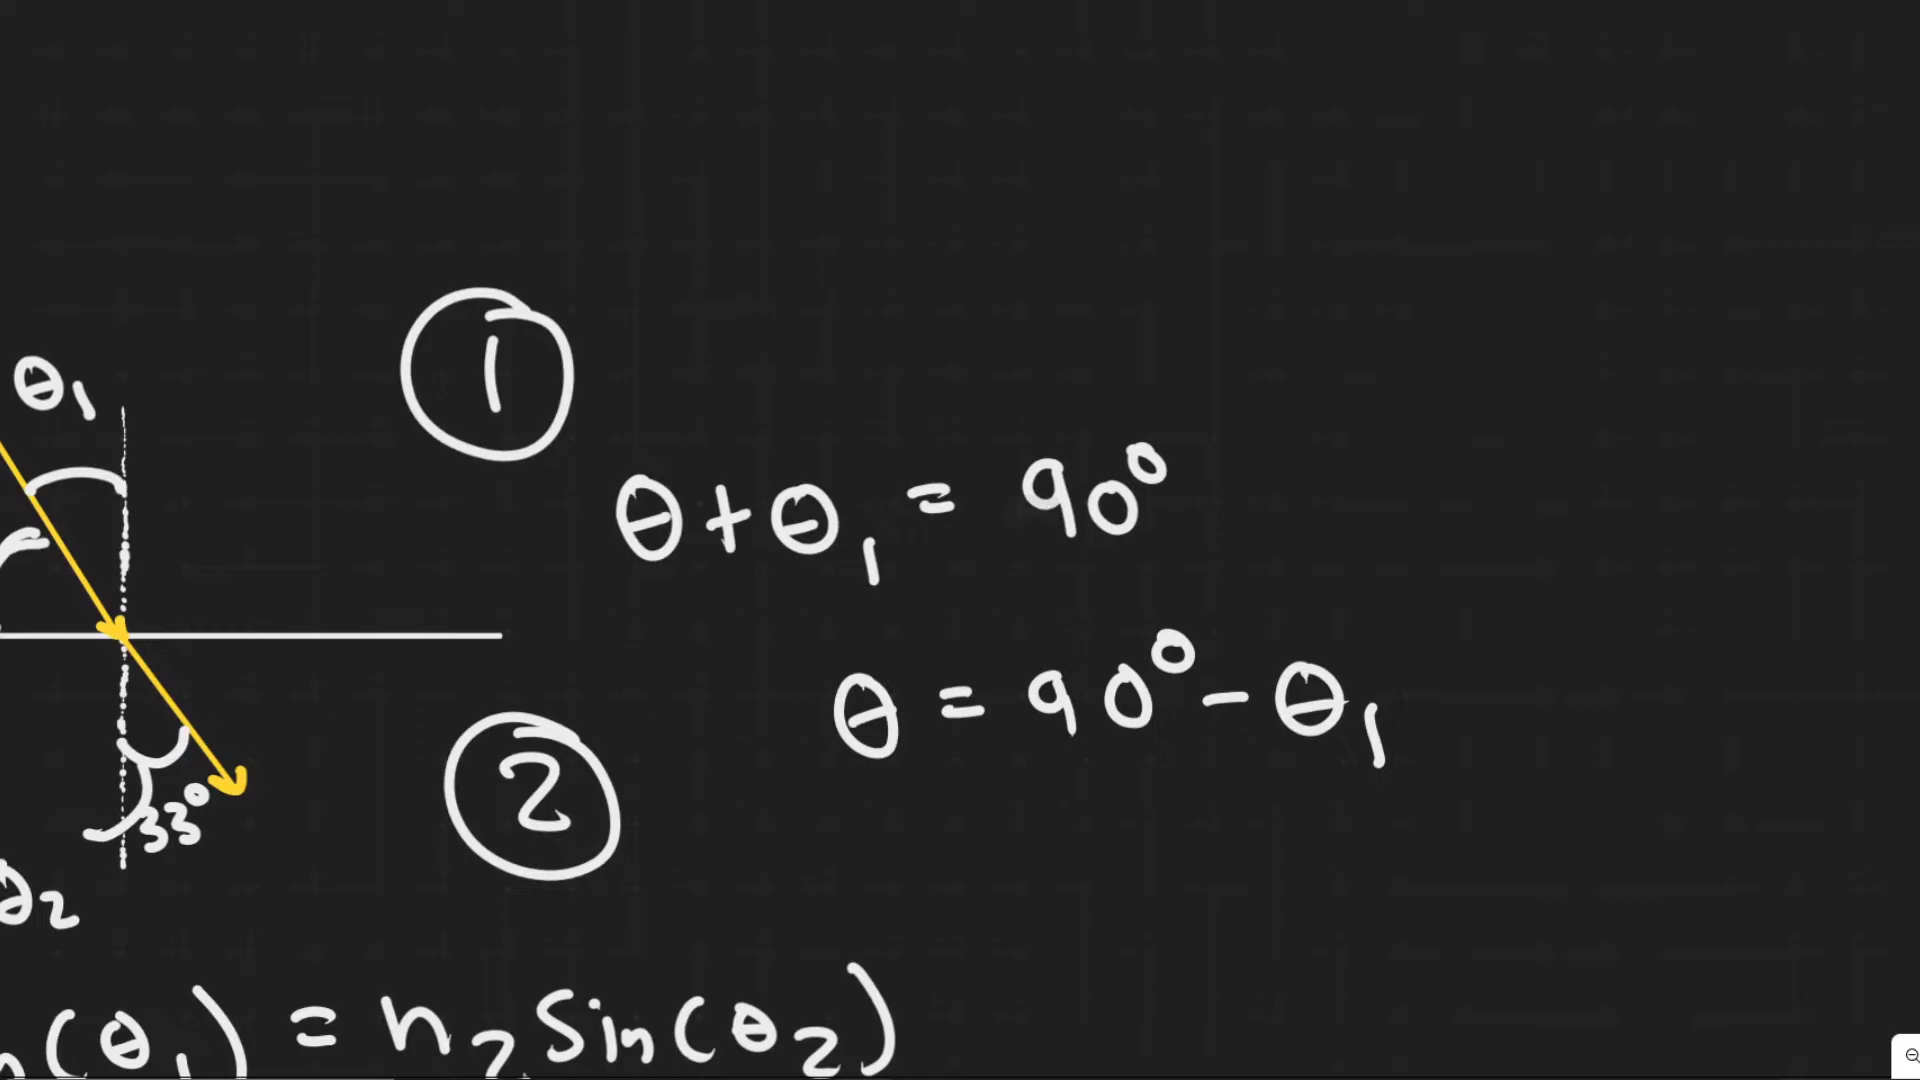 ①
θ₁
θ + θ₁ = 90°
θ = 90° - θ₁
②
33°
θ₂
(θ₁) = n₂ Sin(θ₂)